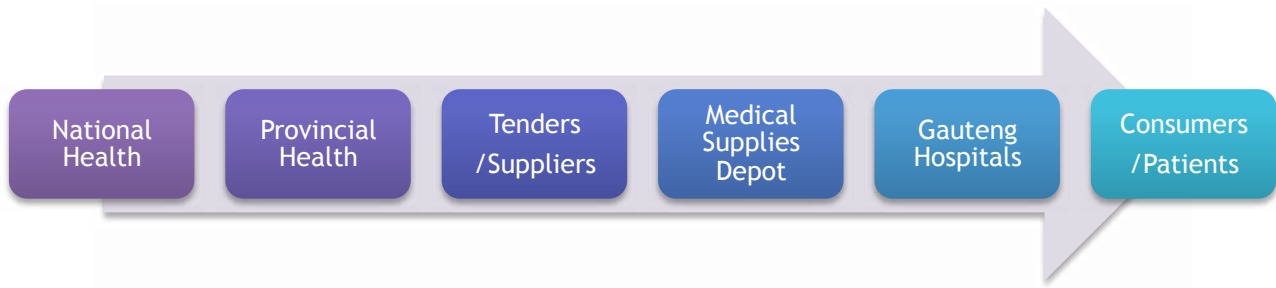 National
Health
Provincial
Health
Tenders
/Suppliers
Medical
Supplies
Depot
Gauteng
Hospitals
Consumers
/Patients